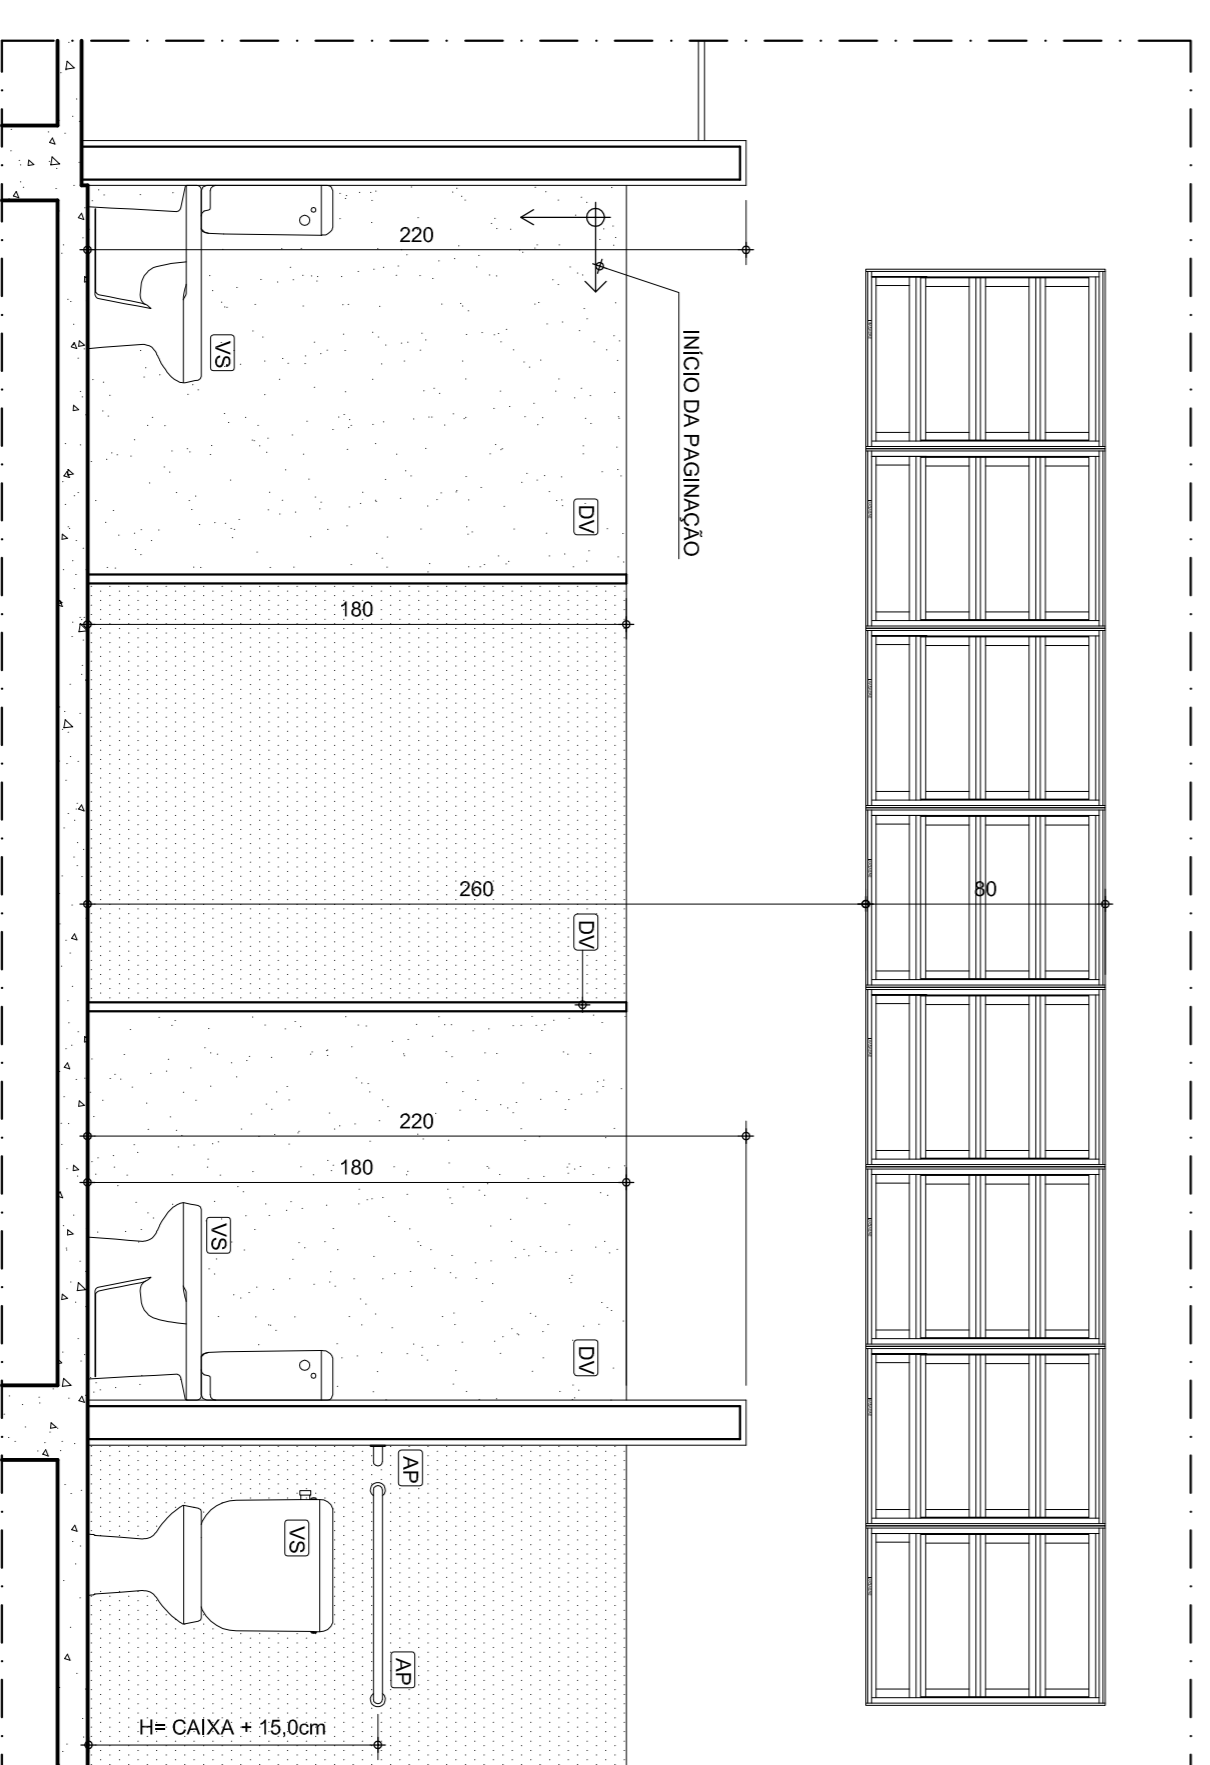 220
INÍCIO DA PAGINAÇÃO
VS
DV
180
260
80
DV
220
180
VS
DV
AP
VS
AP
H= CAIXA + 15,0cm